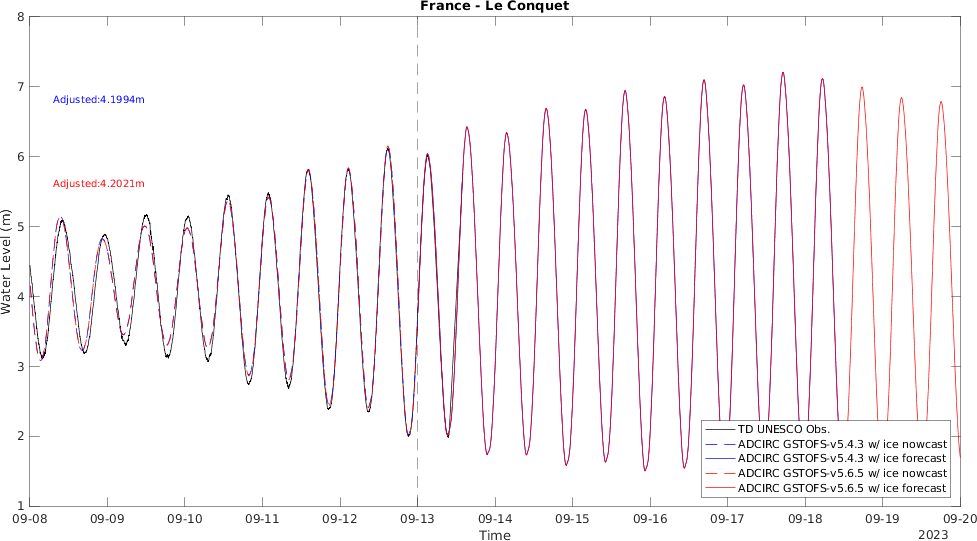 France - Le Conquet
8
7
6
5
4
3
2
1
Water Level (m)
Adjusted:4.1994m
Adjusted:4.2021m
TD UNESCO Obs.
ADCIRC GSTOFS-v5.4.3 w/ ice nowcast
ADCIRC GSTOFS-v5.4.3 w/ ice forecast
ADCIRC GSTOFS-v5.6.5 w/ ice nowcast
ADCIRC GSTOFS-v5.6.5 w/ ice forecast
09-08 09-09 09-10 09-11 09-12 09-13 09-14 09-15 09-16 09-17 09-18 09-19 09-20
Time
2023